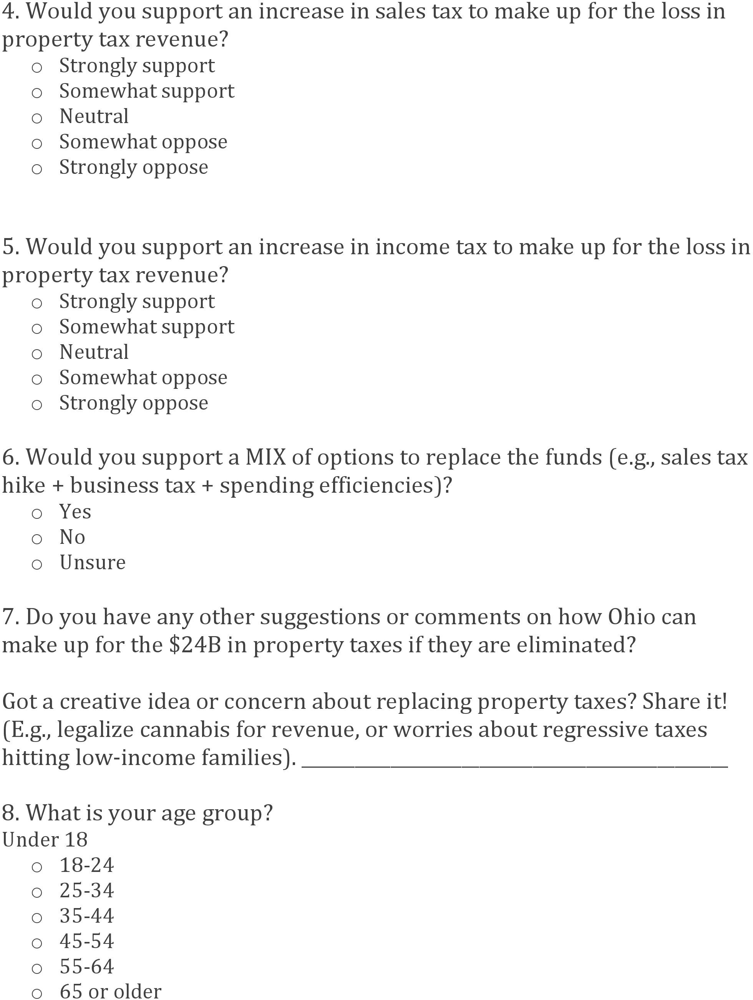 4. Would you support an increase in sales tax to make up for the loss in
property tax revenue?
○ Strongly support
○ Somewhat support
○ Neutral
○ Somewhat oppose
○ Strongly oppose
5. Would you support an increase in income tax to make up for the loss in
property tax revenue?
○ Strongly support
○ Somewhat support
○ Neutral
○ Somewhat oppose
○ Strongly oppose
6. Would you support a MIX of options to replace the funds (e.g., sales tax
hike + business tax + spending efficiencies)?
○ Yes
○ No
○ Unsure
7. Do you have any other suggestions or comments on how Ohio can
make up for the $24B in property taxes if they are eliminated?
Got a creative idea or concern about replacing property taxes? Share it!
(E.g., legalize cannabis for revenue, or worries about regressive taxes
hitting low-income families). ________________________
8. What is your age group?
Under 18
○ 18-24
○ 25-34
○ 35-44
○ 45-54
○ 55-64
○ 65 or older